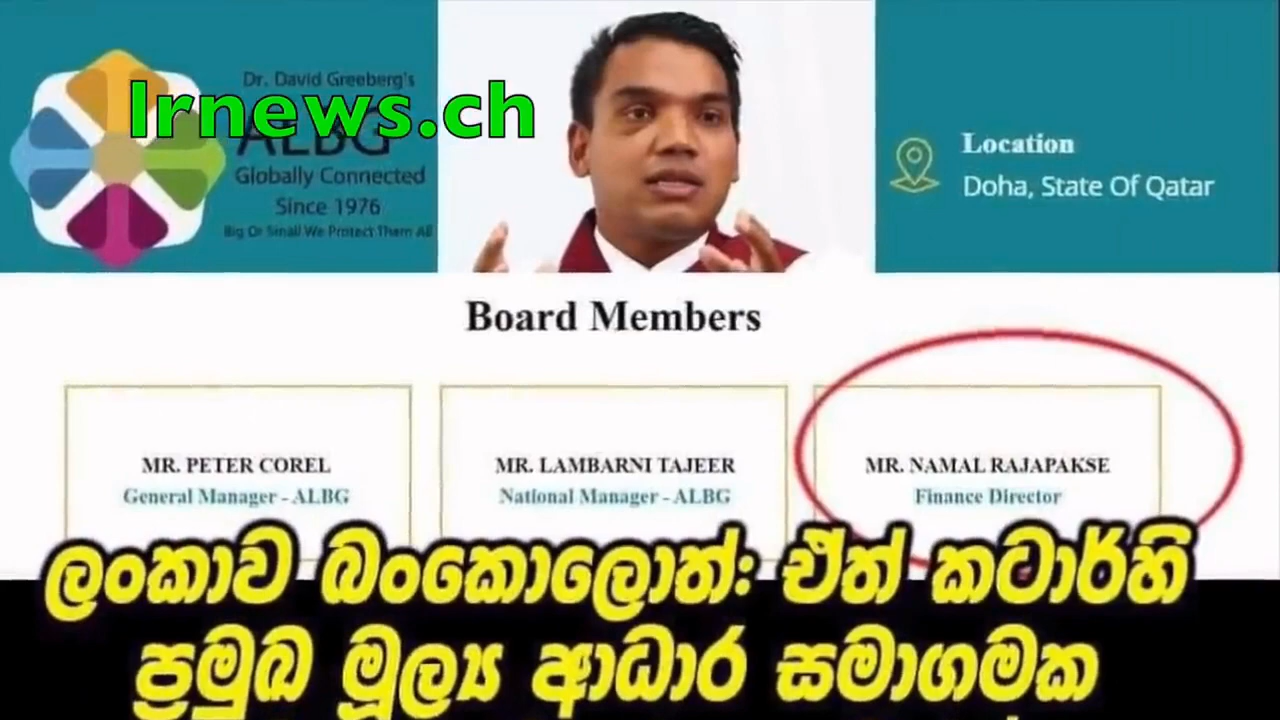 Dr. David Greeberg's
lrnews.ch
ALBG
Globally Connected
Since 1976
Big Or Small We Protect Them All
Location
Doha, State Of Qatar
Board Members
MR. PETER COREL
General Manager - ALBG
MR. LAMBARNI TAJEER
National Manager - ALBG
MR. NAMAL RAJAPAKSE
Finance Director
ලංකාව බංකොලොත්: ඒත් කටාර්හි
ප්‍රමුඛ මූල්‍ය ආධාර සමාගමක